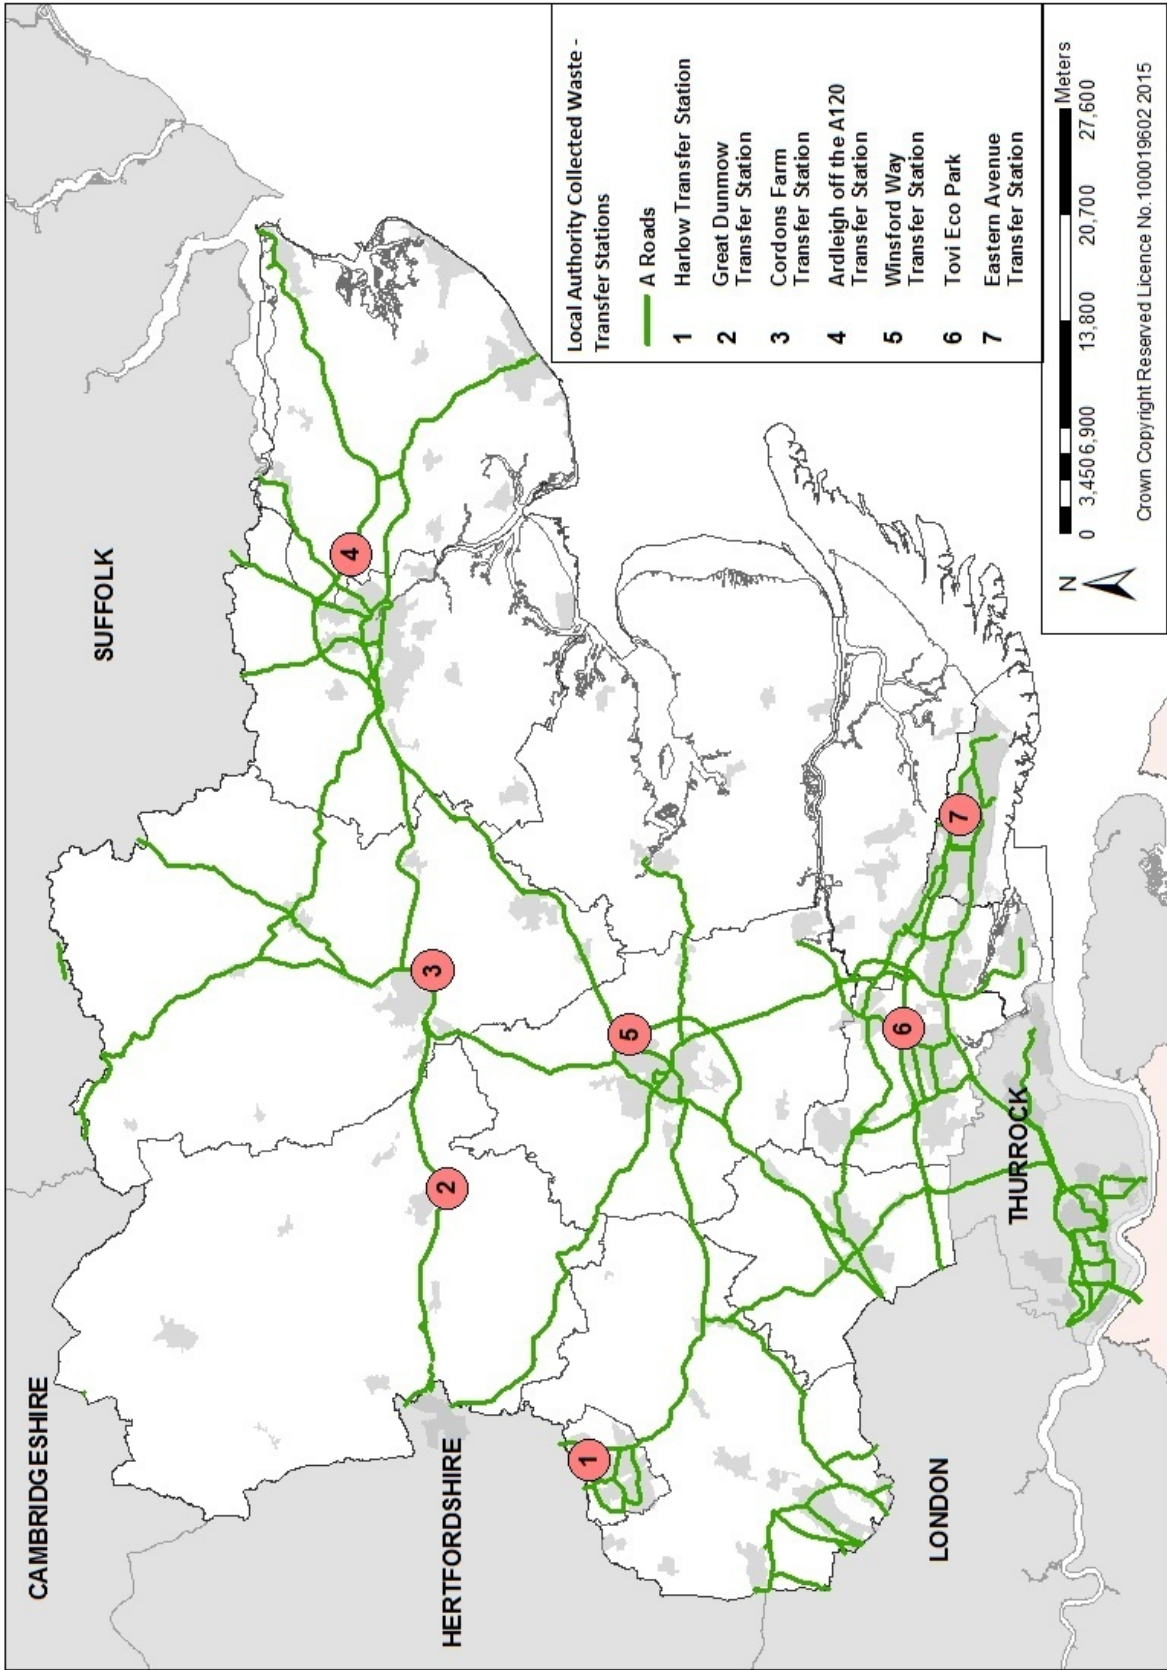 CAMBRIDGESHIRE
SUFFOLK
HERTFORDSHIRE
LONDON
THURROCK
1
2
3
4
5
6
7
Local Authority Collected Waste -
Transfer Stations
A Roads
1 Harlow Transfer Station
2 Great Dunmow
Transfer Station
3 Cordons Farm
Transfer Station
4 Ardleigh off the A120
Transfer Station
5 Winsford Way
Transfer Station
6 Tovi Eco Park
7 Eastern Avenue
Transfer Station
N
0 3,450 6,900 13,800 20,700 27,600
Meters
Crown Copyright Reserved Licence No.100019602 2015